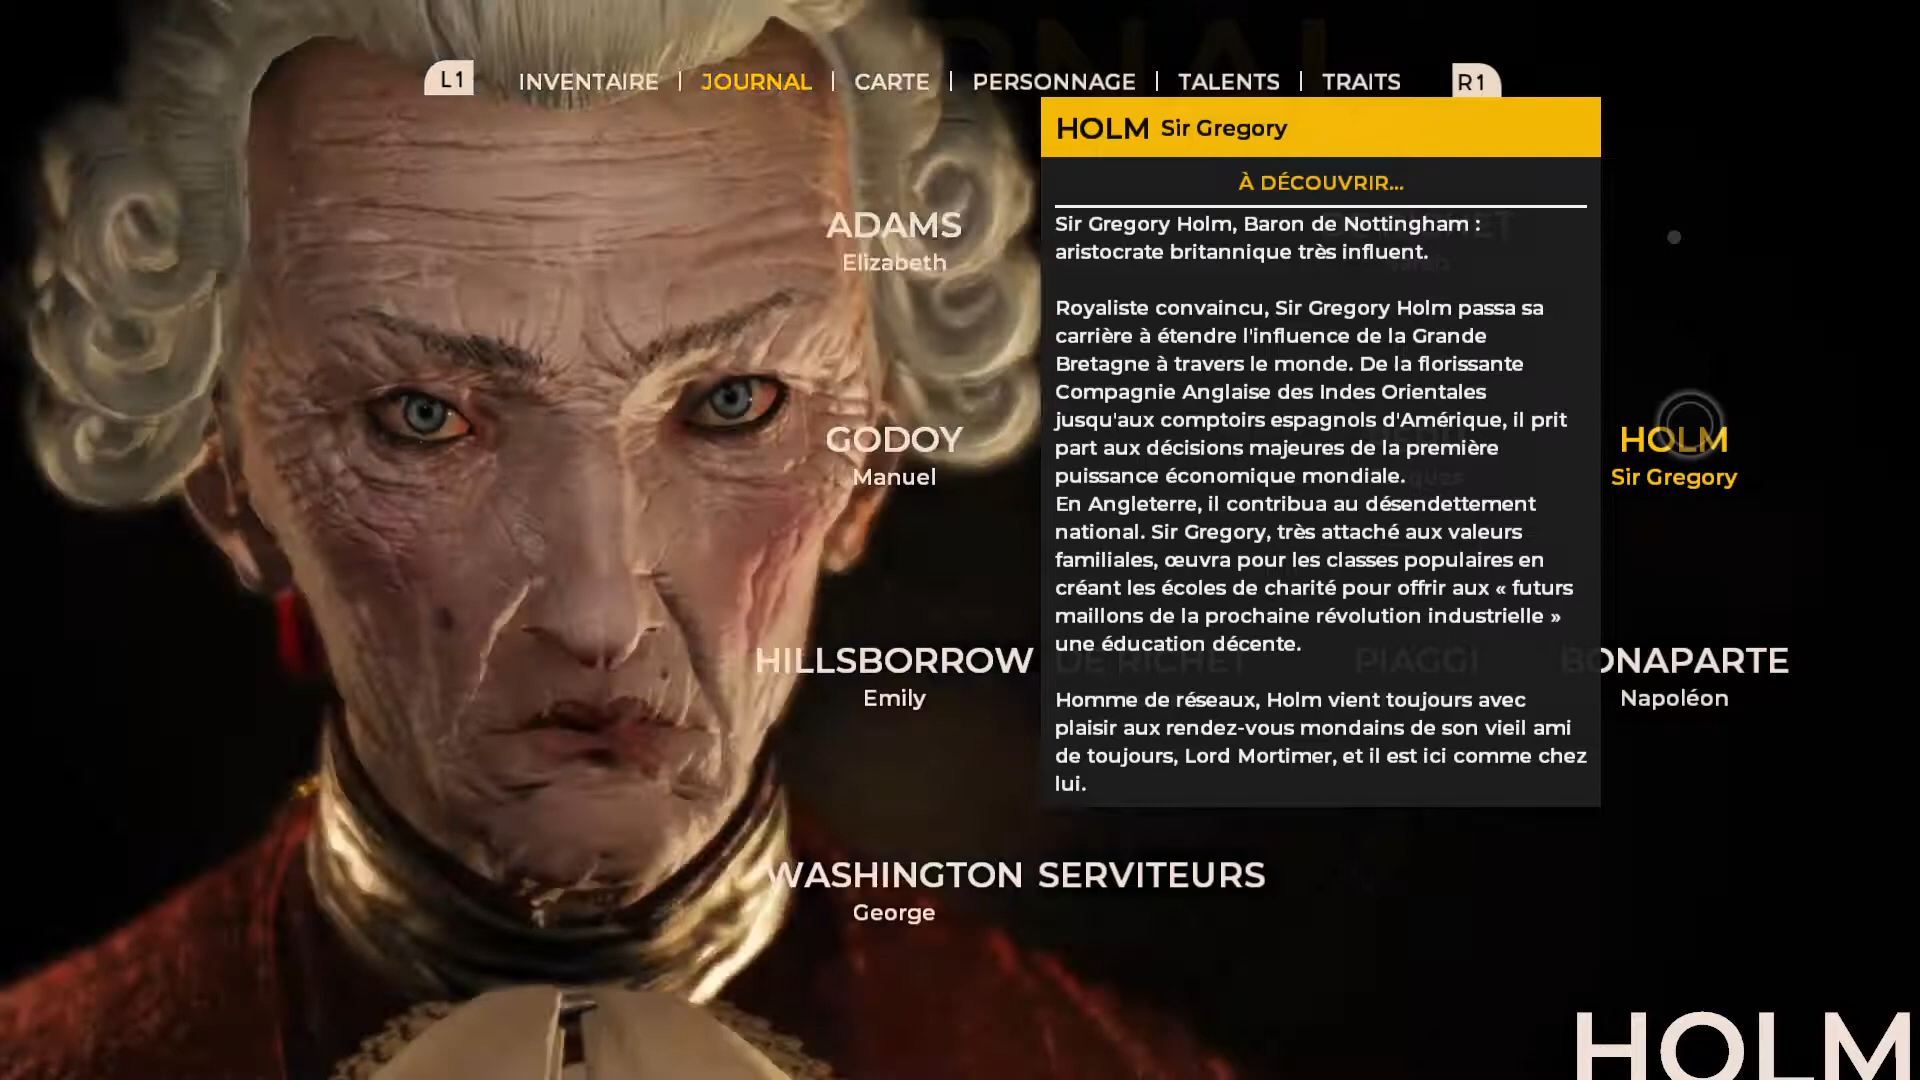 L1 INVENTAIRE | JOURNAL | CARTE | PERSONNAGE | TALENTS | TRAITS R1
HOLM Sir Gregory
À DÉCOUVRIR...
Sir Gregory Holm, Baron de Nottingham :
aristocrate britannique très influent.
Royaliste convaincu, Sir Gregory Holm passa sa
carrière à étendre l'influence de la Grande
Bretagne à travers le monde. De la florissante
Compagnie Anglaise des Indes Orientales
jusqu'aux comptoirs espagnols d'Amérique, il prit
part aux décisions majeures de la première
puissance économique mondiale.
En Angleterre, il contribua au désendettement
national. Sir Gregory, très attaché aux valeurs
familiales, œuvra pour les classes populaires en
créant les écoles de charité pour offrir aux « futurs
maillons de la prochaine révolution industrielle »
une éducation décente.
Homme de réseaux, Holm vient toujours avec
plaisir aux rendez-vous mondains de son vieil ami
de toujours, Lord Mortimer, et il est ici comme chez
lui.
ADAMS
Elizabeth
GODOY
Manuel
HOLM
Sir Gregory
HILLSBORROW DE RICHET PIAGGI BONAPARTE
Emily
Napoléon
WASHINGTON SERVITEURS
George
HOLM